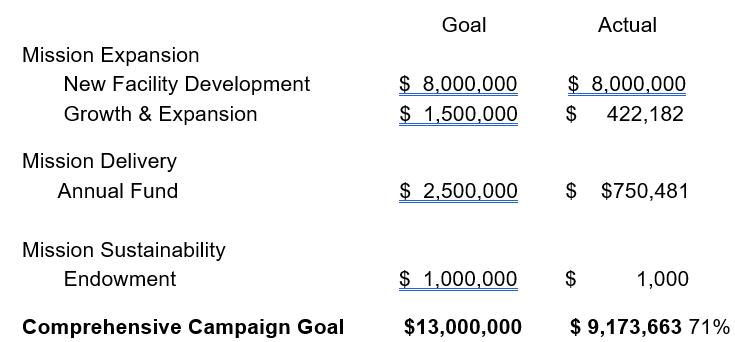 Goal Actual
Mission Expansion
New Facility Development $ 8,000,000 $ 8,000,000
Growth & Expansion $ 1,500,000 $ 422,182
Mission Delivery
Annual Fund $ 2,500,000 $ $750,481
Mission Sustainability
Endowment $ 1,000,000 $ 1,000
Comprehensive Campaign Goal $13,000,000 $ 9,173,663 71%